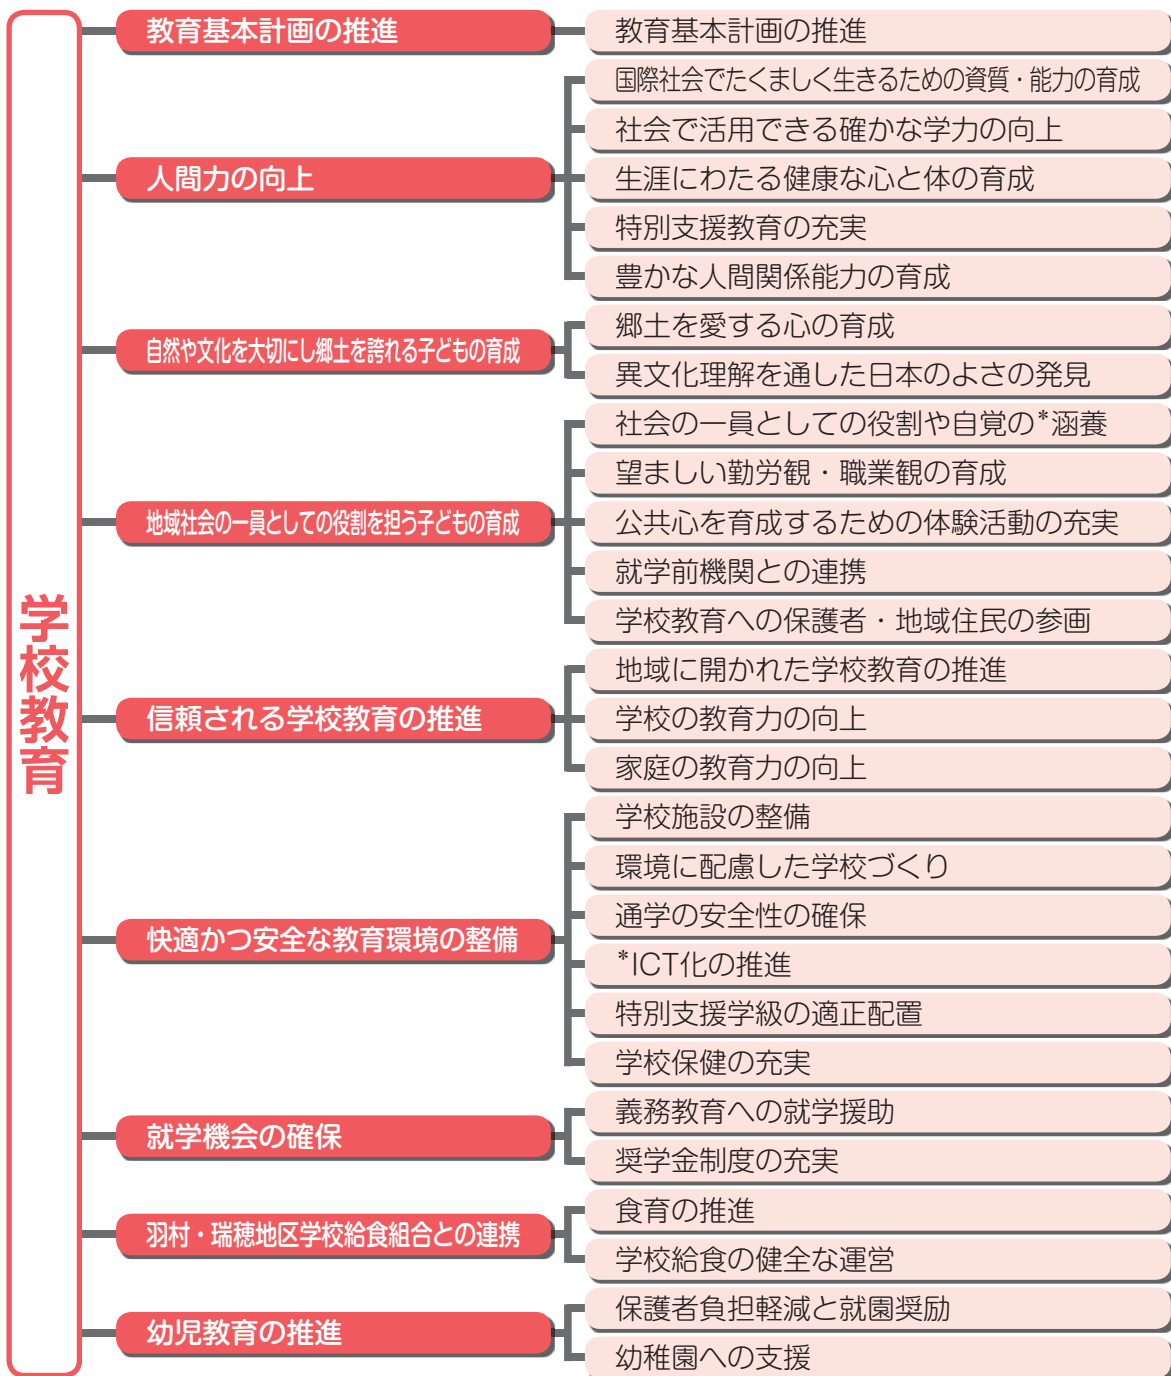 学校教育
教育基本計画の推進
教育基本計画の推進
人間力の向上
国際社会でたくましく生きるための資質・能力の育成
社会で活用できる確かな学力の向上
生涯にわたる健康な心と体の育成
特別支援教育の充実
豊かな人間関係能力の育成
自然や文化を大切にし郷土を誇れる子どもの育成
郷土を愛する心の育成
異文化理解を通した日本のよさの発見
地域社会の一員としての役割を担う子どもの育成
社会の一員としての役割や自覚の*涵養
望ましい勤労観・職業観の育成
公共心を育成するための体験活動の充実
就学前機関との連携
学校教育への保護者・地域住民の参画
信頼される学校教育の推進
地域に開かれた学校教育の推進
学校の教育力の向上
家庭の教育力の向上
快適かつ安全な教育環境の整備
学校施設の整備
環境に配慮した学校づくり
通学の安全性の確保
*ICT化の推進
特別支援学級の適正配置
学校保健の充実
就学機会の確保
義務教育への就学援助
奨学金制度の充実
羽村・瑞穂地区学校給食組合との連携
食育の推進
学校給食の健全な運営
幼児教育の推進
保護者負担軽減と就園奨励
幼稚園への支援